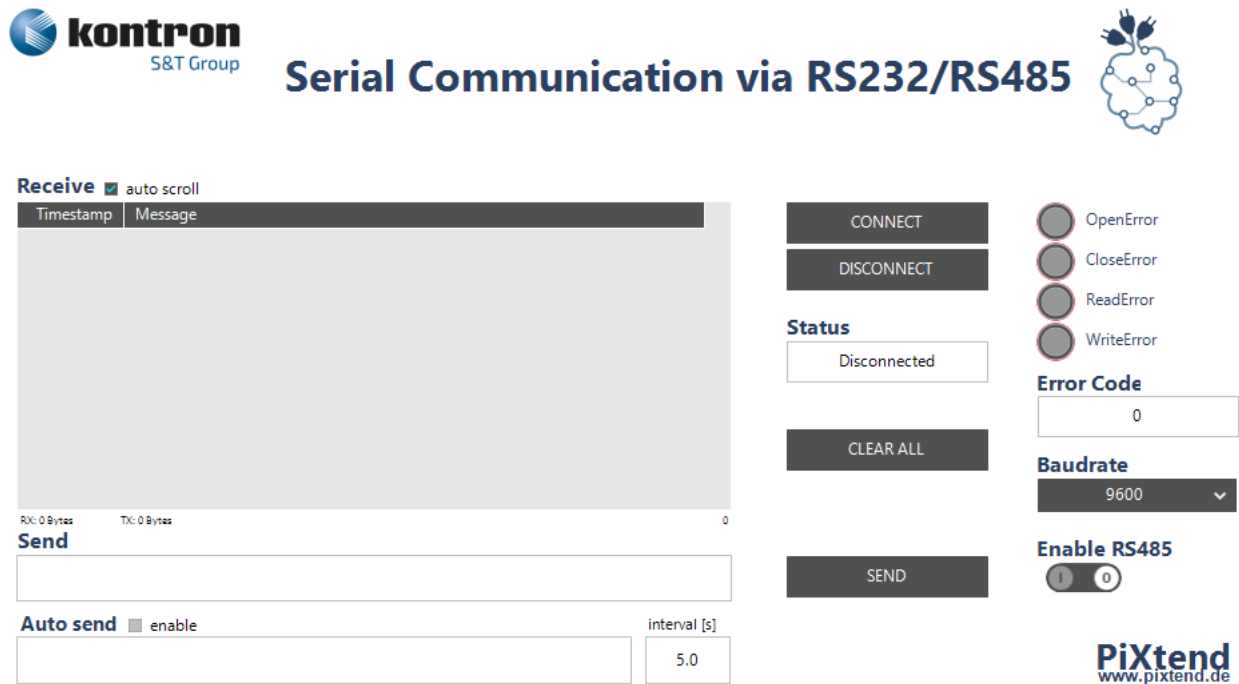 kontron
S&T Group
Serial Communication via RS232/RS485
Receive auto scroll
Timestamp Message
RX: 0 Bytes TX: 0 Bytes 0
Send
Auto send enable interval [s]
5.0
CONNECT
DISCONNECT
Status
Disconnected
CLEAR ALL
SEND
OpenError
CloseError
ReadError
WriteError
Error Code
0
Baudrate
9600
Enable RS485
I 0
PiXtend
www.pixtend.de